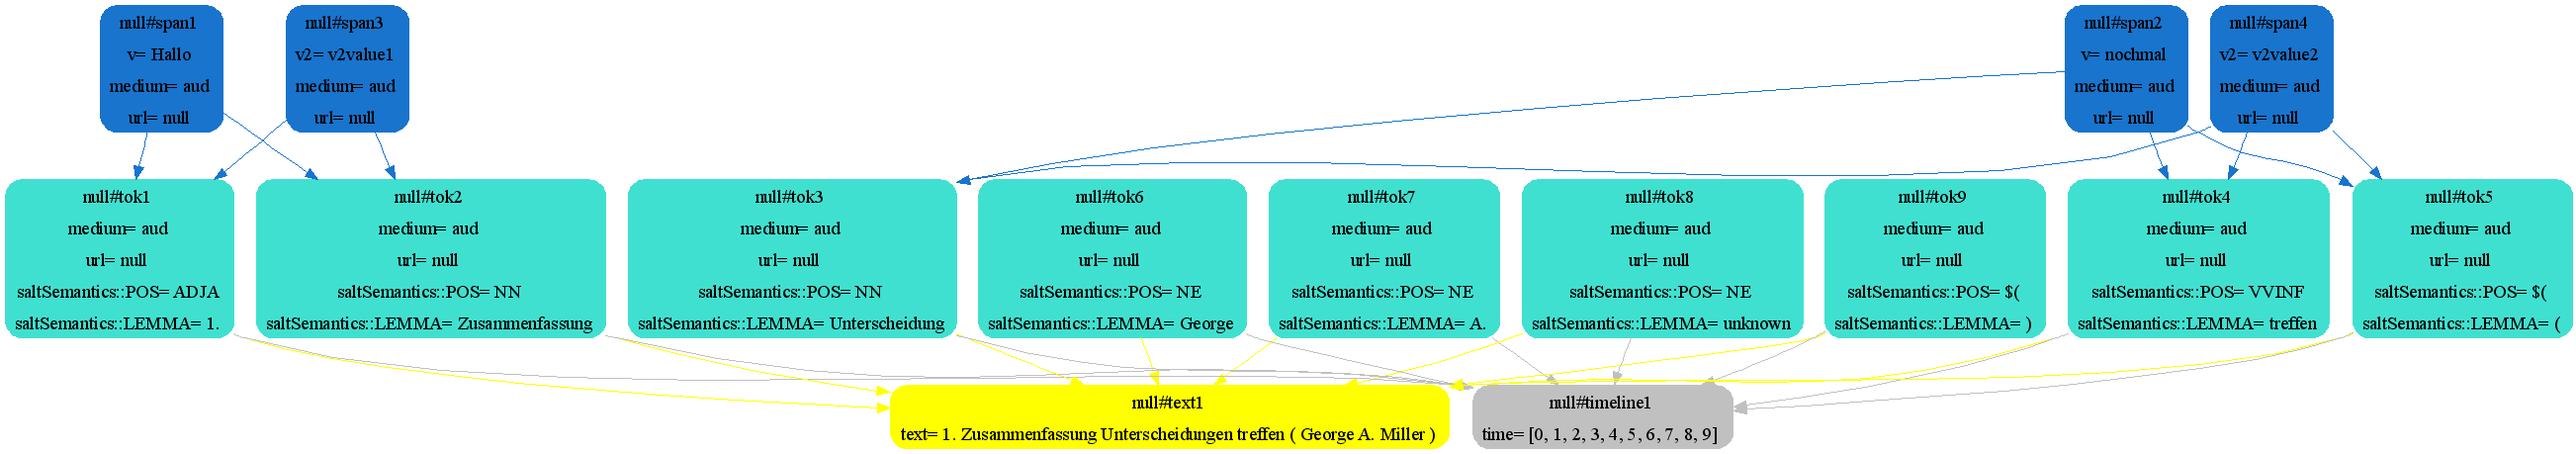 null#span1
v= Hallo
medium= aud
url= null
null#span3
v2= v2value1
medium= aud
url= null
null#span2
v= nochmal
medium= aud
url= null
null#span4
v2= v2value2
medium= aud
url= null
null#tok1
medium= aud
url= null
saltSemantics::POS= ADJA
saltSemantics::LEMMA= 1.
null#tok2
medium= aud
url= null
saltSemantics::POS= NN
saltSemantics::LEMMA= Zusammenfassung
null#tok3
medium= aud
url= null
saltSemantics::POS= NN
saltSemantics::LEMMA= Unterscheidung
null#tok6
medium= aud
url= null
saltSemantics::POS= NE
saltSemantics::LEMMA= George
null#tok7
medium= aud
url= null
saltSemantics::POS= NE
saltSemantics::LEMMA= A.
null#tok8
medium= aud
url= null
saltSemantics::POS= NE
saltSemantics::LEMMA= unknown
null#tok9
medium= aud
url= null
saltSemantics::POS= $(
saltSemantics::LEMMA= )
null#tok4
medium= aud
url= null
saltSemantics::POS= VVINF
saltSemantics::LEMMA= treffen
null#tok5
medium= aud
url= null
saltSemantics::POS= $(
saltSemantics::LEMMA= (
null#text1
text= 1. Zusammenfassung Unterscheidungen treffen ( George A. Miller )
null#timeline1
time= [0, 1, 2, 3, 4, 5, 6, 7, 8, 9]